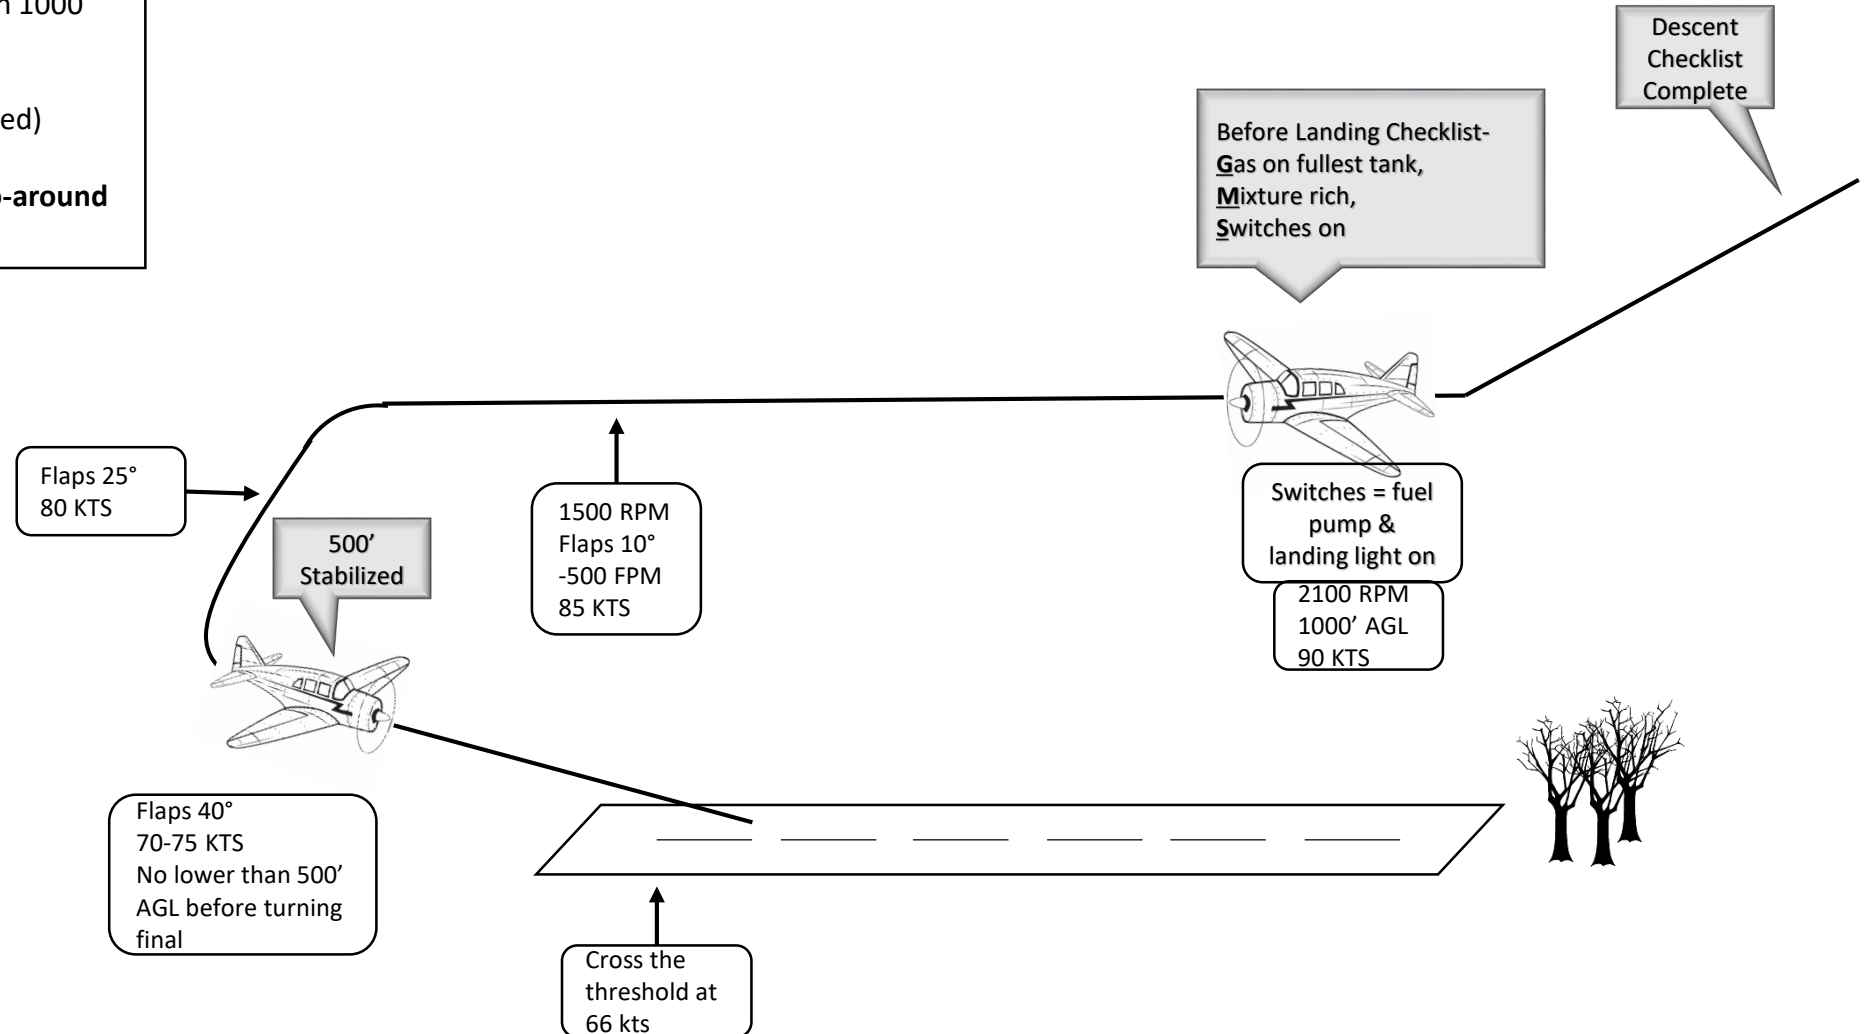 1000
ed)
-around
Descent
Checklist
Complete
Before Landing Checklist-
Gas on fullest tank,
Mixture rich,
Switches on
Flaps 25°
80 KTS
500’
Stabilized
1500 RPM
Flaps 10°
-500 FPM
85 KTS
Switches = fuel
pump &
landing light on
2100 RPM
1000’ AGL
90 KTS
Flaps 40°
70-75 KTS
No lower than 500’
AGL before turning
final
Cross the
threshold at
66 kts